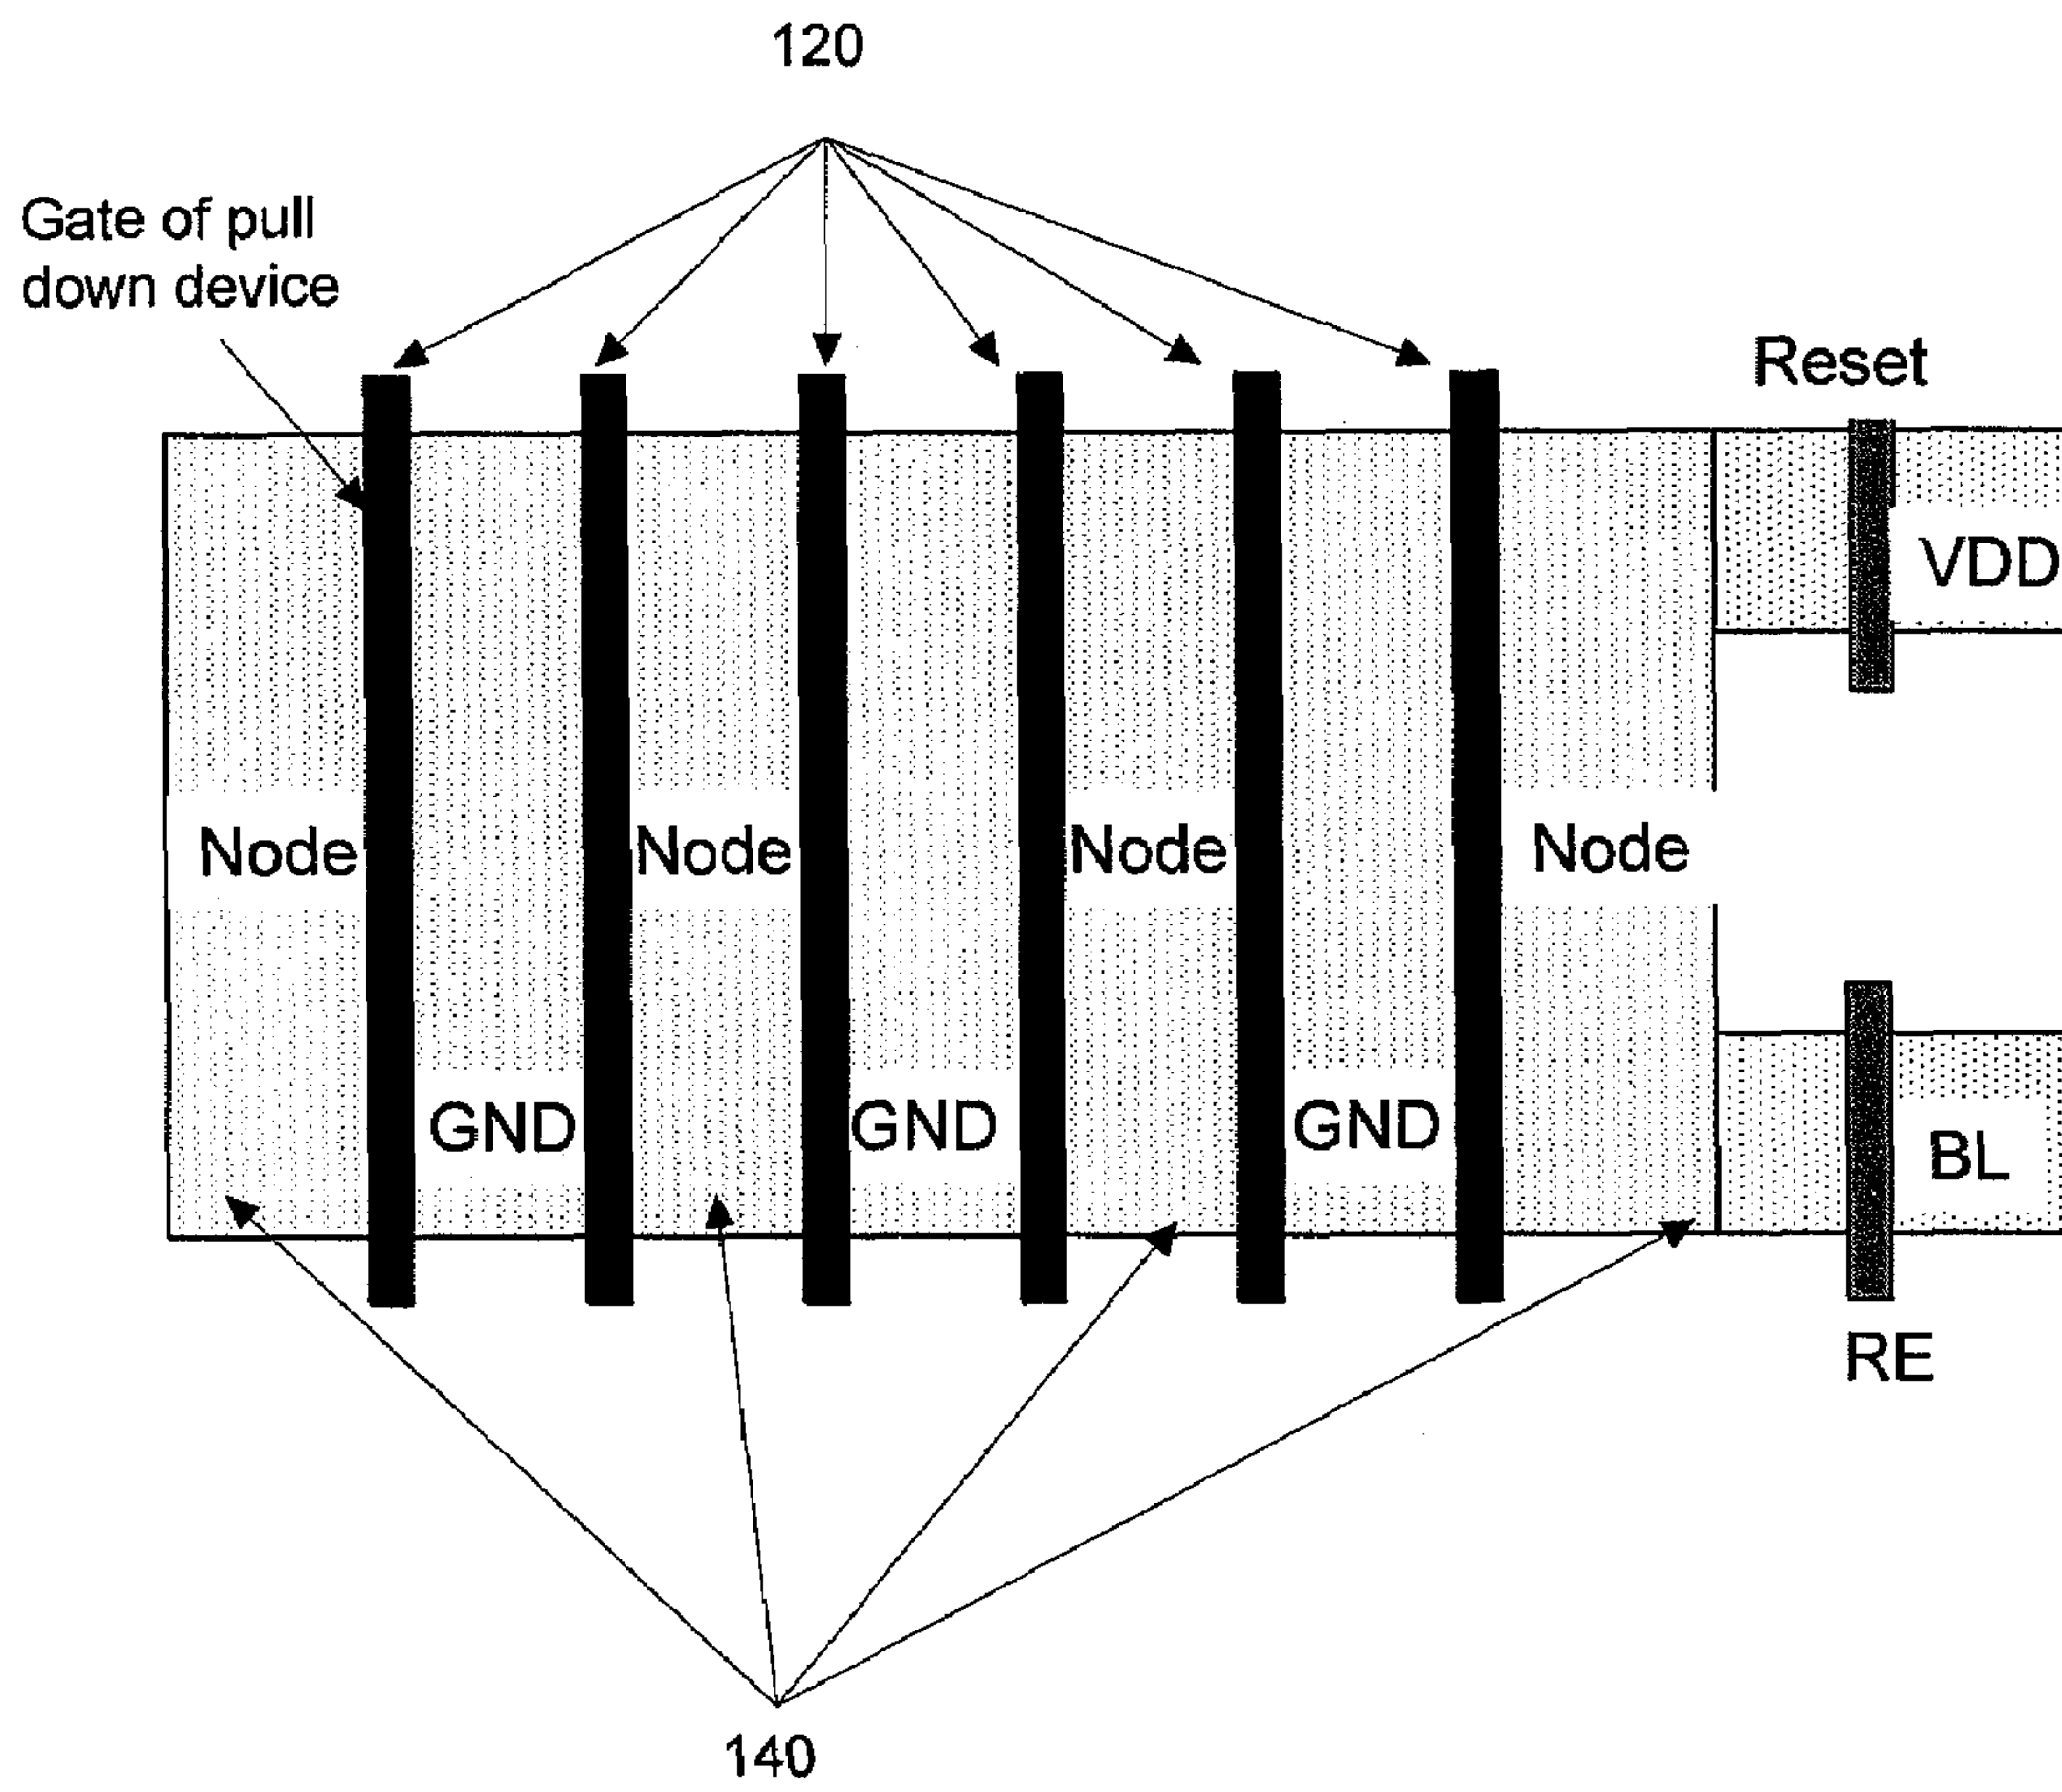 120
Gate of pull
down device
Reset
VDD
Node Node Node Node
GND GND GND
BL
RE
140